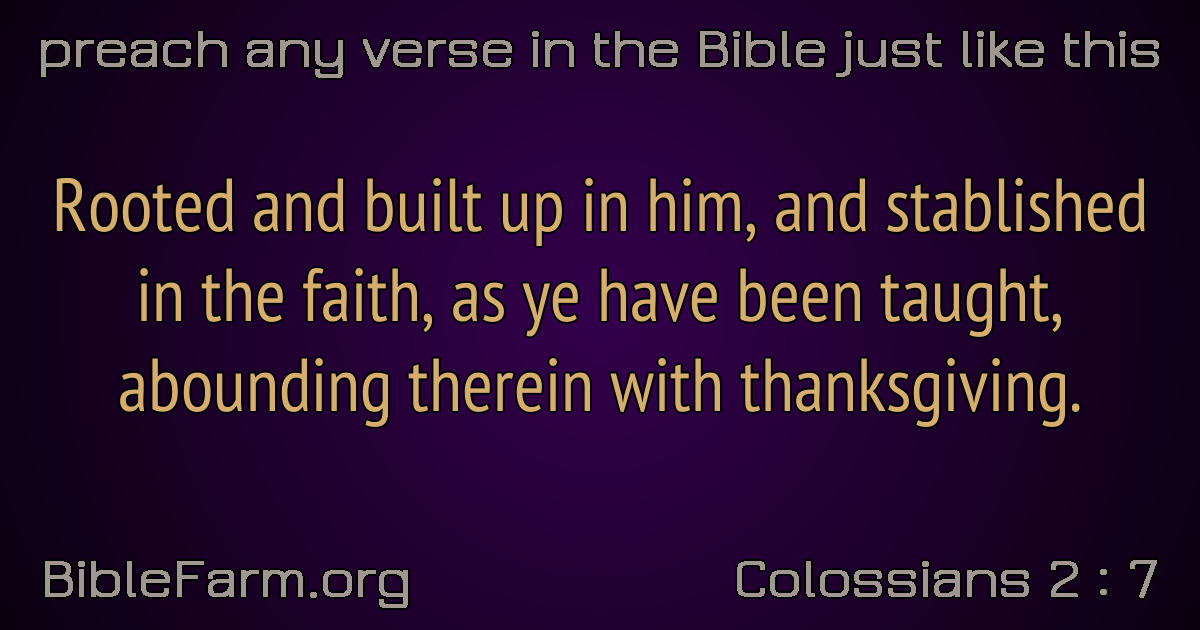 preach any verse in the Bible just like this
Rooted and built up in him, and stablished
in the faith, as ye have been taught,
abounding therein with thanksgiving.
BibleFarm.org
Colossians 2 : 7